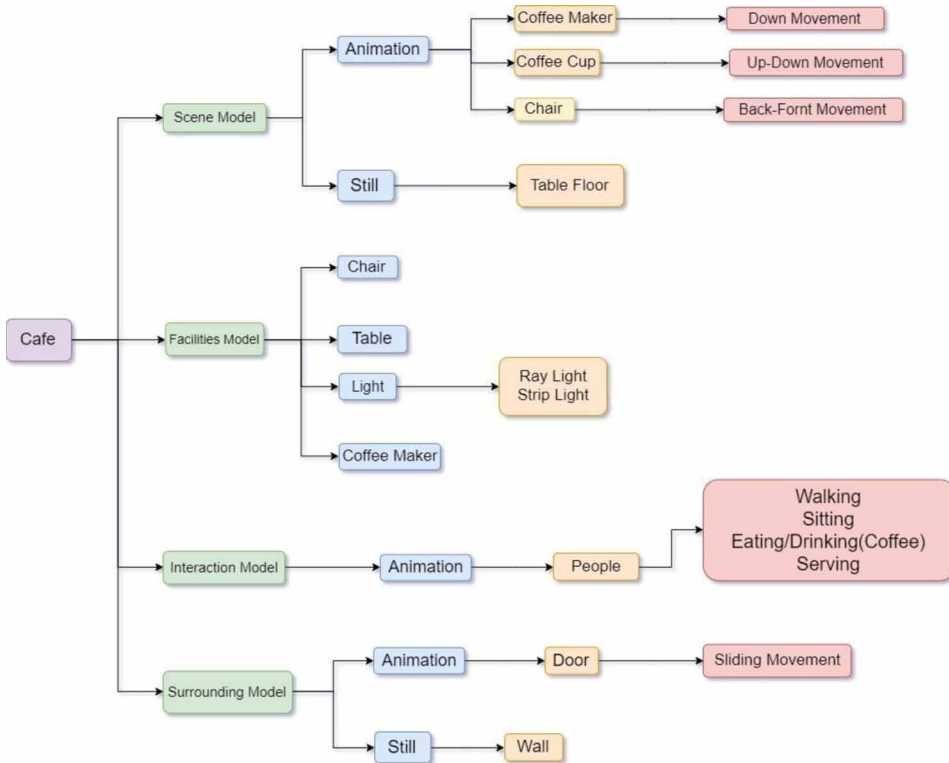 Coffee Maker
Down Movement
Animation
Coffee Cup
Up-Down Movement
Chair
Back-Fornt Movement
Scene Model
Still
Table Floor
Chair
Cafe
Facilities Model
Table
Light
Ray Light
Strip Light
Coffee Maker
Walking
Sitting
Eating/Drinking(Coffee)
Serving
Interaction Model
Animation
People
Animation
Door
Sliding Movement
Surrounding Model
Still
Wall